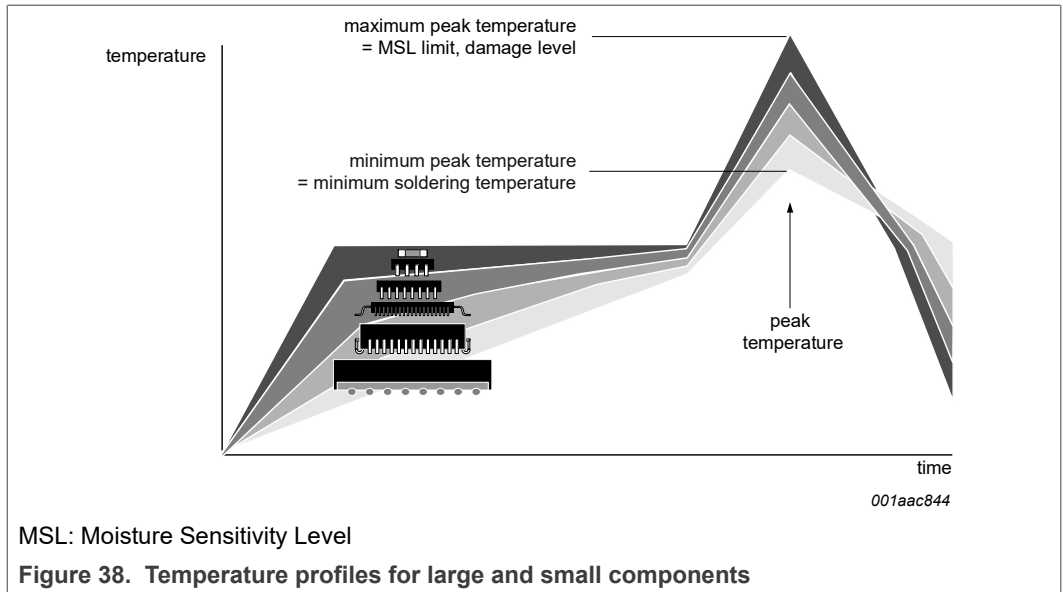 maximum peak temperature
= MSL limit, damage level
temperature
minimum peak temperature
= minimum soldering temperature
peak
temperature
time
001aac844
MSL: Moisture Sensitivity Level
Figure 38. Temperature profiles for large and small components